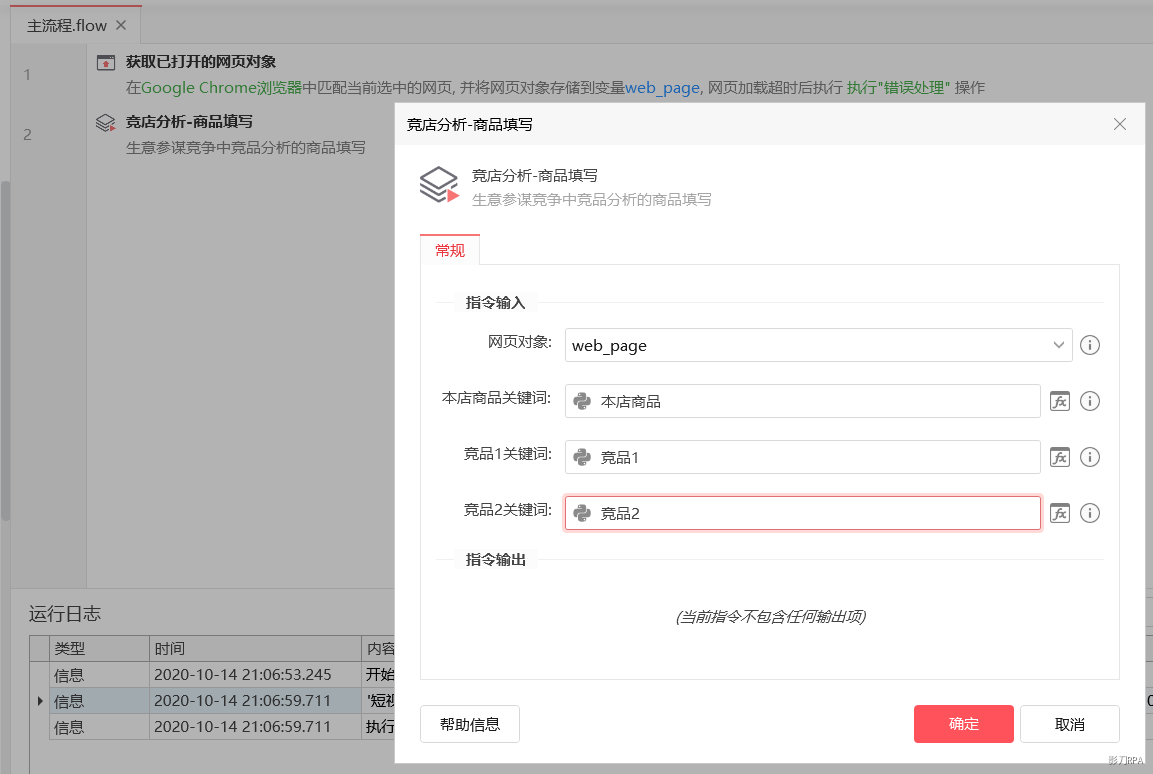 主流程.flow
1
获取已打开的网页对象
在Google Chrome浏览器中匹配当前选中的网页, 并将网页对象存储到变量web_page, 网页加载超时后执行 执行"错误处理" 操作
2
竞店分析-商品填写
生意参谋竞争中竞品分析的商品填写
竞店分析-商品填写
竞店分析-商品填写
生意参谋竞争中竞品分析的商品填写
常规
指令输入
网页对象: web_page
本店商品关键词: 本店商品
竞品1关键词: 竞品1
竞品2关键词: 竞品2
指令输出
(当前指令不包含任何输出项)
帮助信息 确定 取消
运行日志
类型 时间 内容
信息 2020-10-14 21:06:53.245 开始
信息 2020-10-14 21:06:59.711 '短视
信息 2020-10-14 21:06:59.711 执行
影刀RPA